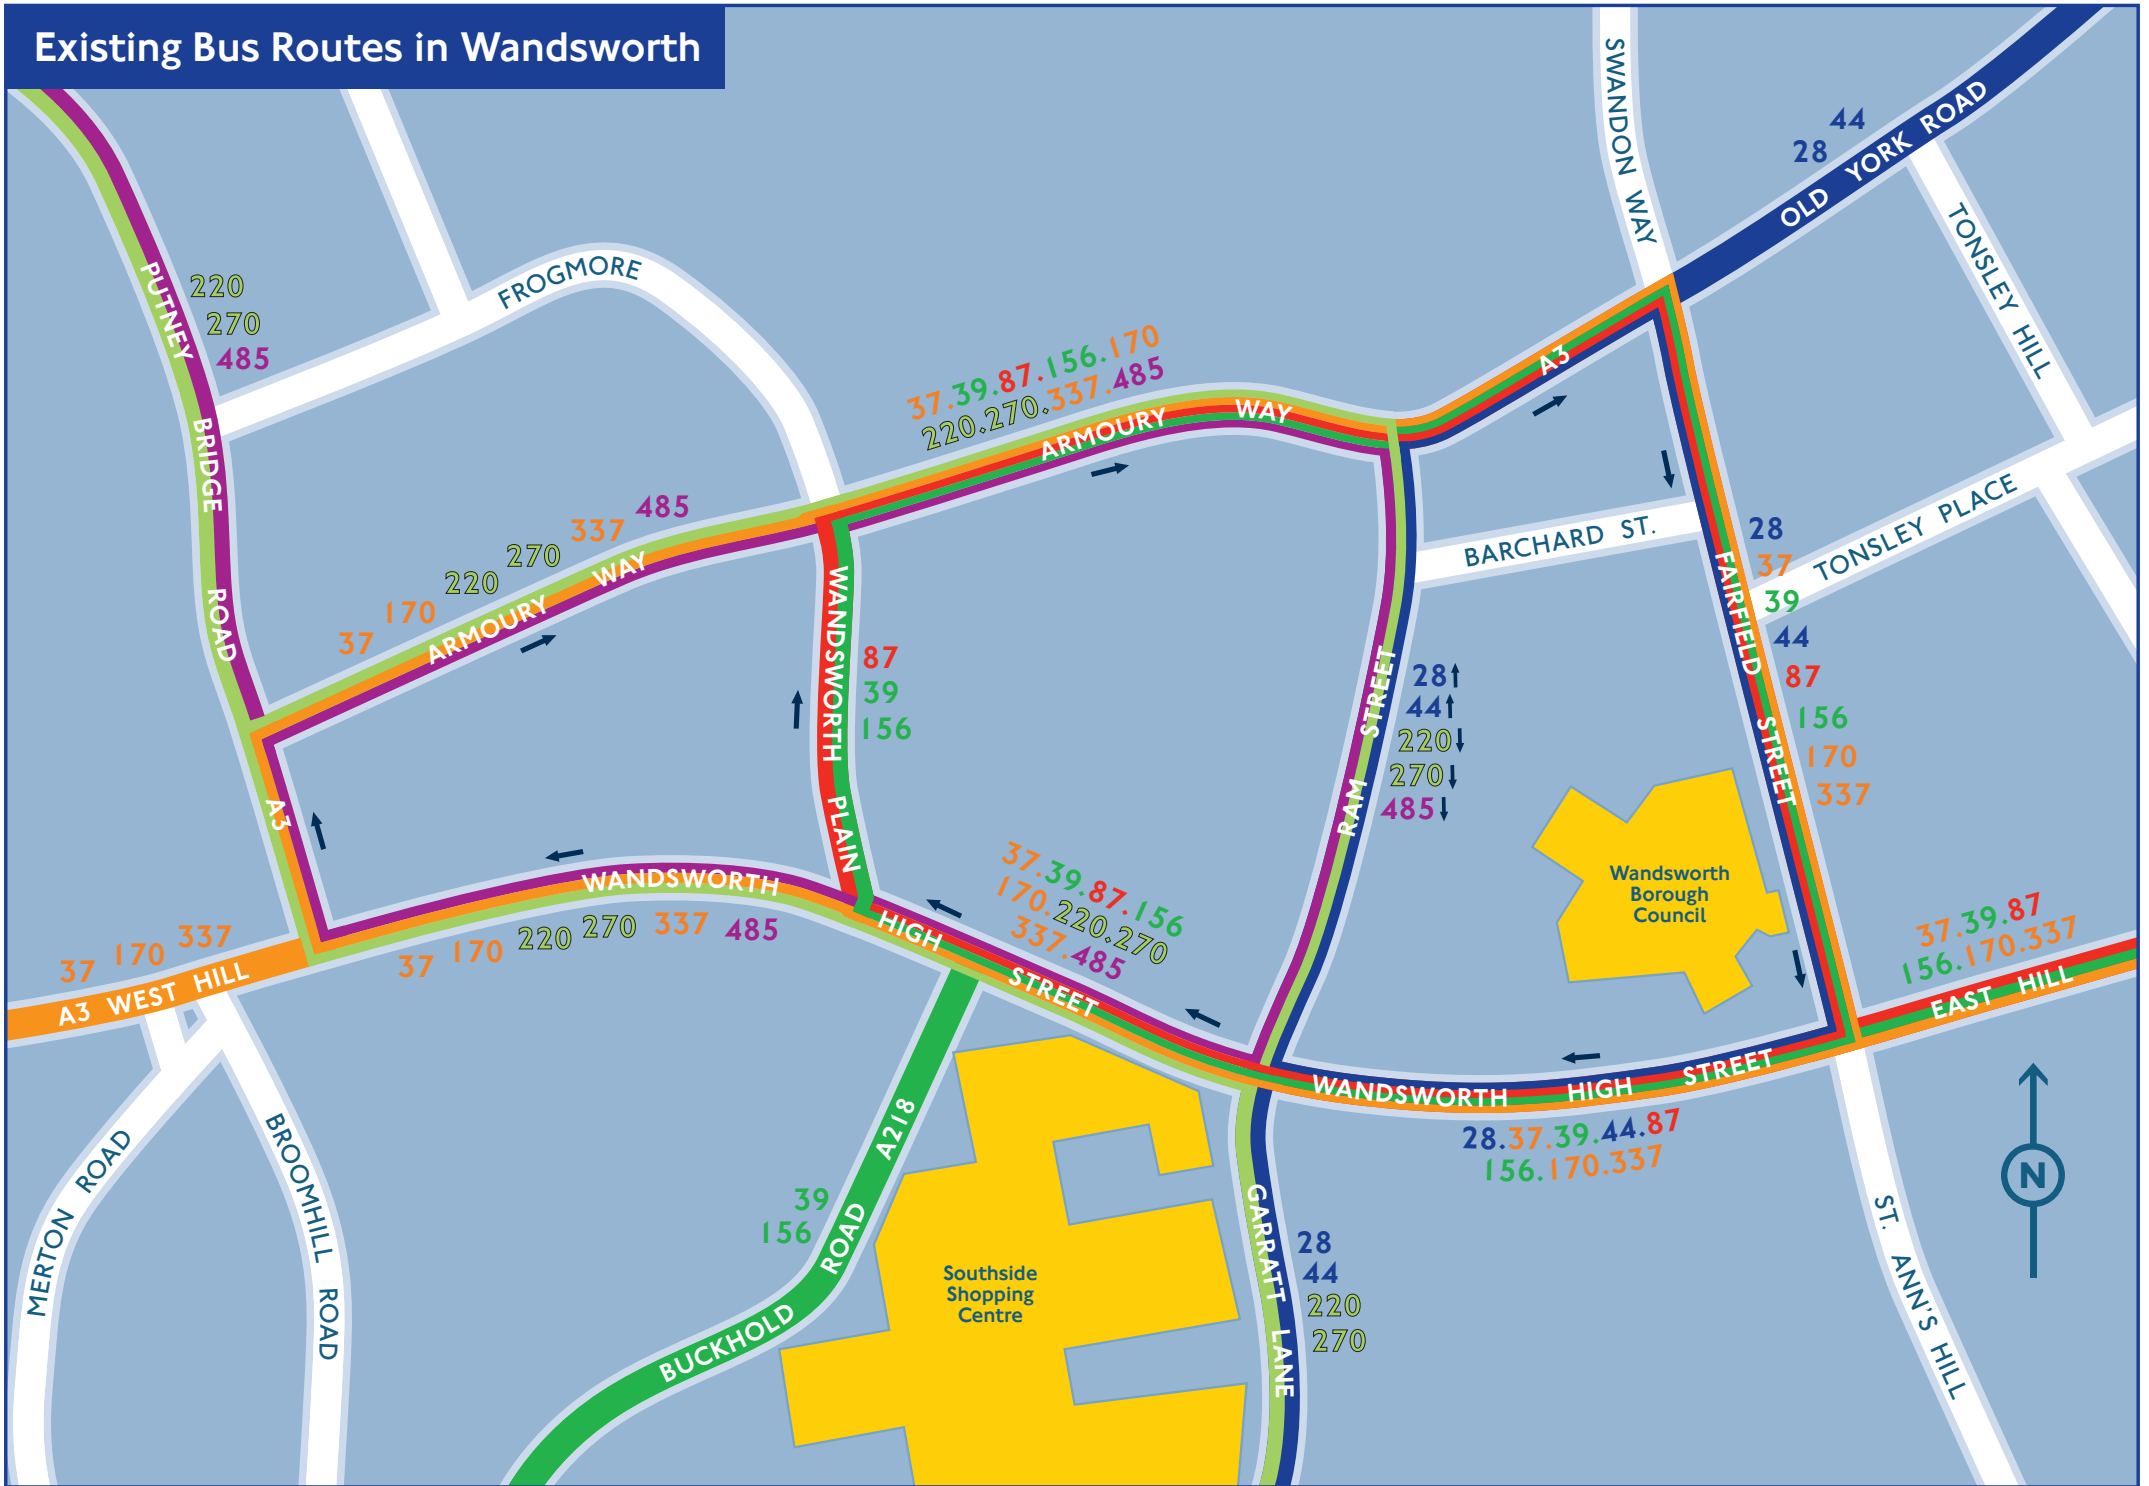 Existing Bus Routes in Wandsworth
SWANDON WAY
44
28
OLD YORK ROAD
TONSLEY HILL
FROGMORE
220
270
485
PUTNEY BRIDGE ROAD
37.39.87.156.170
220.270.337.485
ARMOURY WAY
A3
485
337
270
220
170
37
ARMOURY WAY
BARCHARD ST.
TONSLEY PLACE
28
37
39
44
87
156
170
337
FAIRFIELD STREET
WANDSWORTH PLAIN
87
39
156
RAM STREET
28
44
220
270
485
A3
Wandsworth
Borough
Council
WANDSWORTH HIGH STREET
37 170 220 270 337 485
37.39.87.156
170.220.270
337.485
37 170 337
A3 WEST HILL
37.39.87
156.170.337
EAST HILL
WANDSWORTH HIGH STREET
28.37.39.44.87
156.170.337
MERTON ROAD
BROOMHILL ROAD
39
156
BUCKHOLD ROAD A218
Southside
Shopping
Centre
GARRATT LANE
28
44
220
270
ST. ANN'S HILL
N